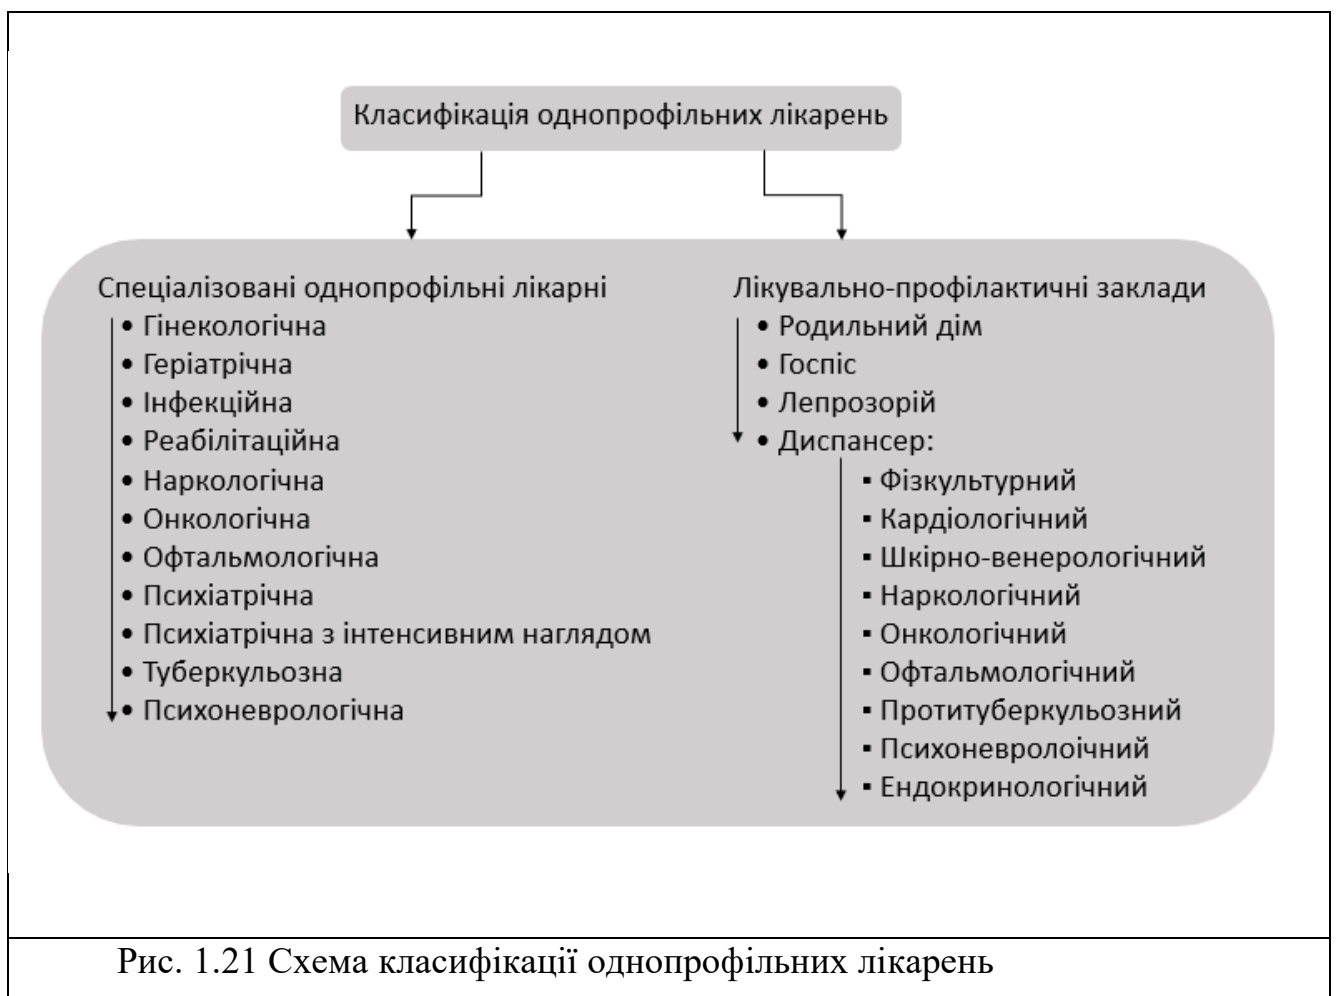 Класифікація однопрофільних лікарень
Спеціалізовані однопрофільні лікарні
• Гінекологічна
• Геріатрічна
• Інфекційна
• Реабілітаційна
• Наркологічна
• Онкологічна
• Офтальмологічна
• Психіатрічна
• Психіатрічна з інтенсивним наглядом
• Туберкульозна
• Психоневрологічна
Лікувально-профілактичні заклади
• Родильний дім
• Госпіс
• Лепрозорій
• Диспансер:
▪ Фізкультурний
▪ Кардіологічний
▪ Шкірно-венерологічний
▪ Наркологічний
▪ Онкологічний
▪ Офтальмологічний
▪ Протитуберкульозний
▪ Психоневролоічний
▪ Ендокринологічний
Рис. 1.21 Схема класифікації однопрофільних лікарень